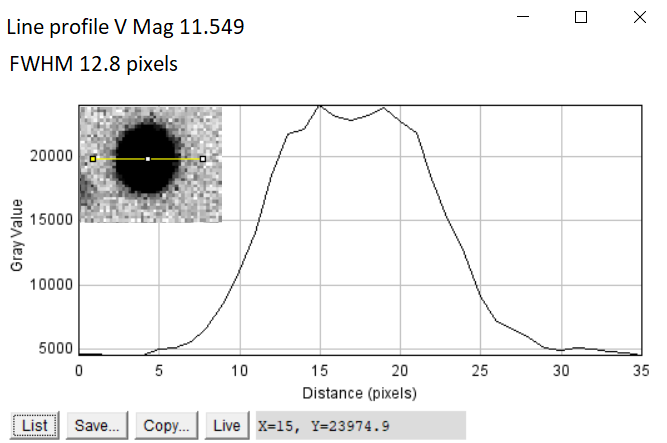 Line profile V Mag 11.549
FWHM 12.8 pixels
Gray Value
20000
15000
10000
5000
0 5 10 15 20 25 30 35
Distance (pixels)
List Save... Copy... Live X=15, Y=23974.9